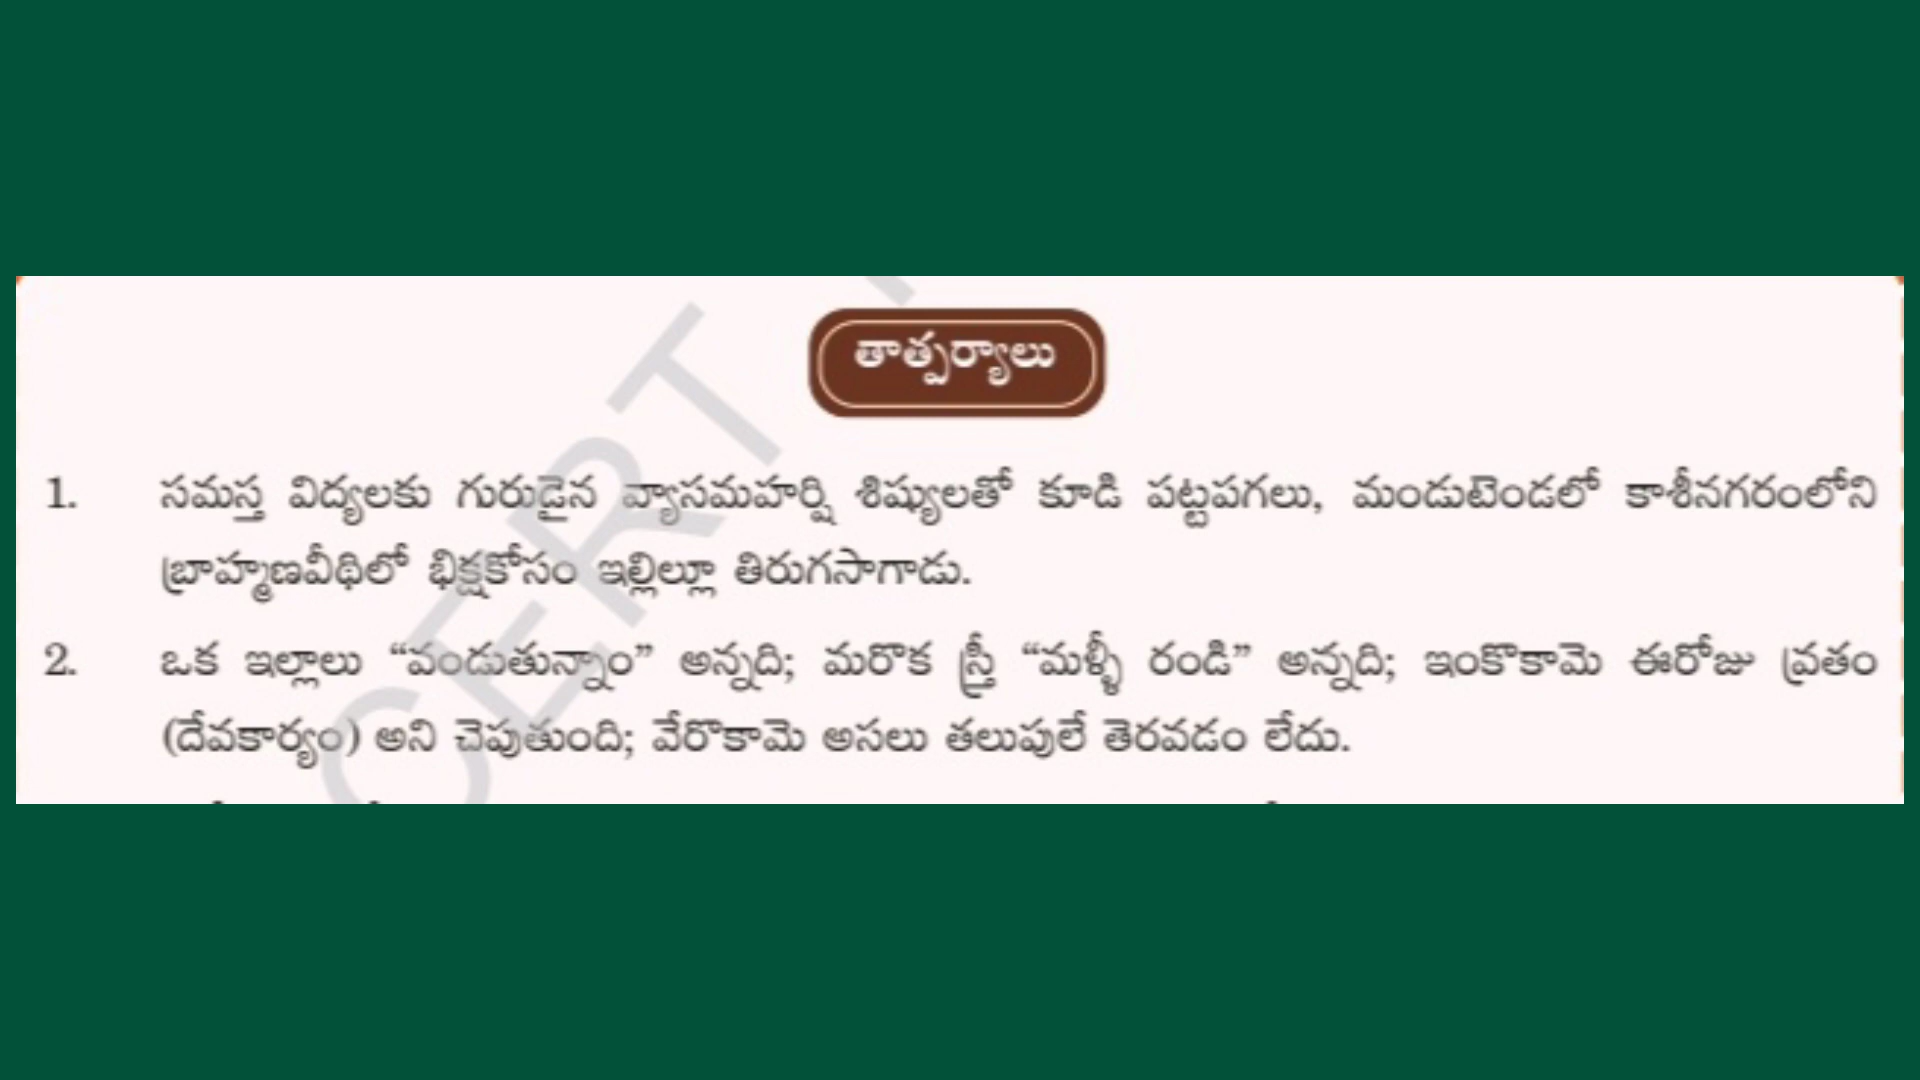 తాత్పర్యాలు
1. సమస్త విద్యలకు గురుడైన వ్యాసమహర్షి శిష్యులతో కూడి పట్టపగలు, మండుటెండలో కాశీనగరంలోని
బ్రాహ్మణవీథిలో భిక్షకోసం ఇల్లిల్లూ తిరుగసాగాడు.
2. ఒక ఇల్లాలు “వండుతున్నాం” అన్నది; మరొక స్త్రీ “మళ్ళీ రండి” అన్నది; ఇంకొకామె ఈరోజు వ్రతం
(దేవకార్యం) అని చెపుతుంది; వేరొకామె అసలు తలుపులే తెరవడం లేదు.
CERT